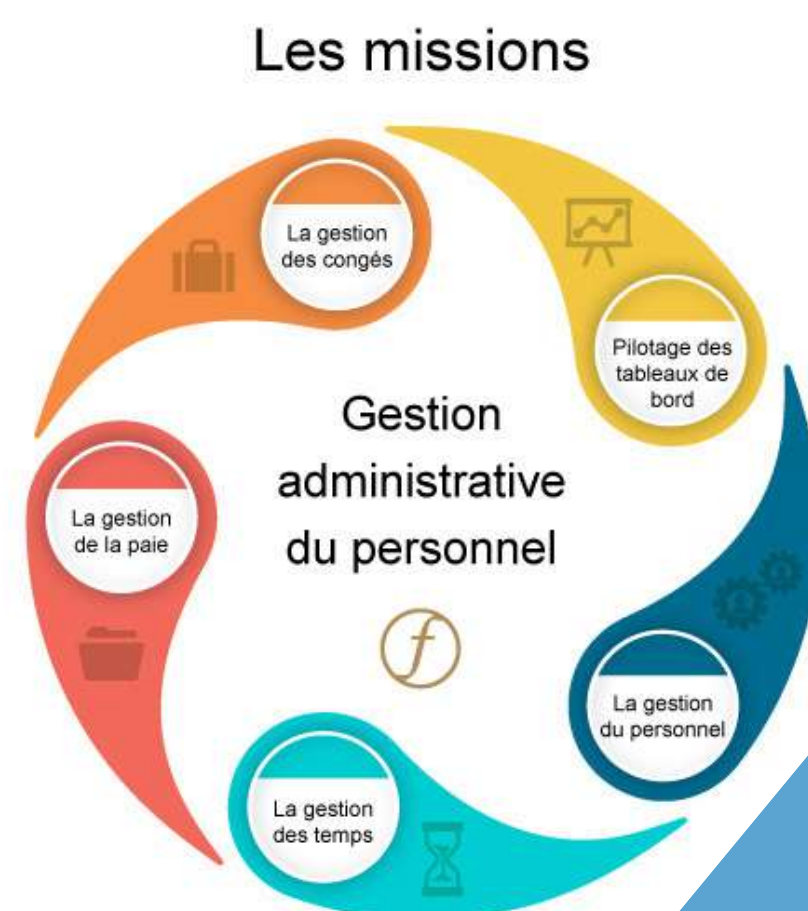 Les missions
La gestion
des congés
Pilotage des
tableaux de
bord
Gestion
administrative
du personnel
f
La gestion
de la paie
La gestion
du personnel
La gestion
des temps